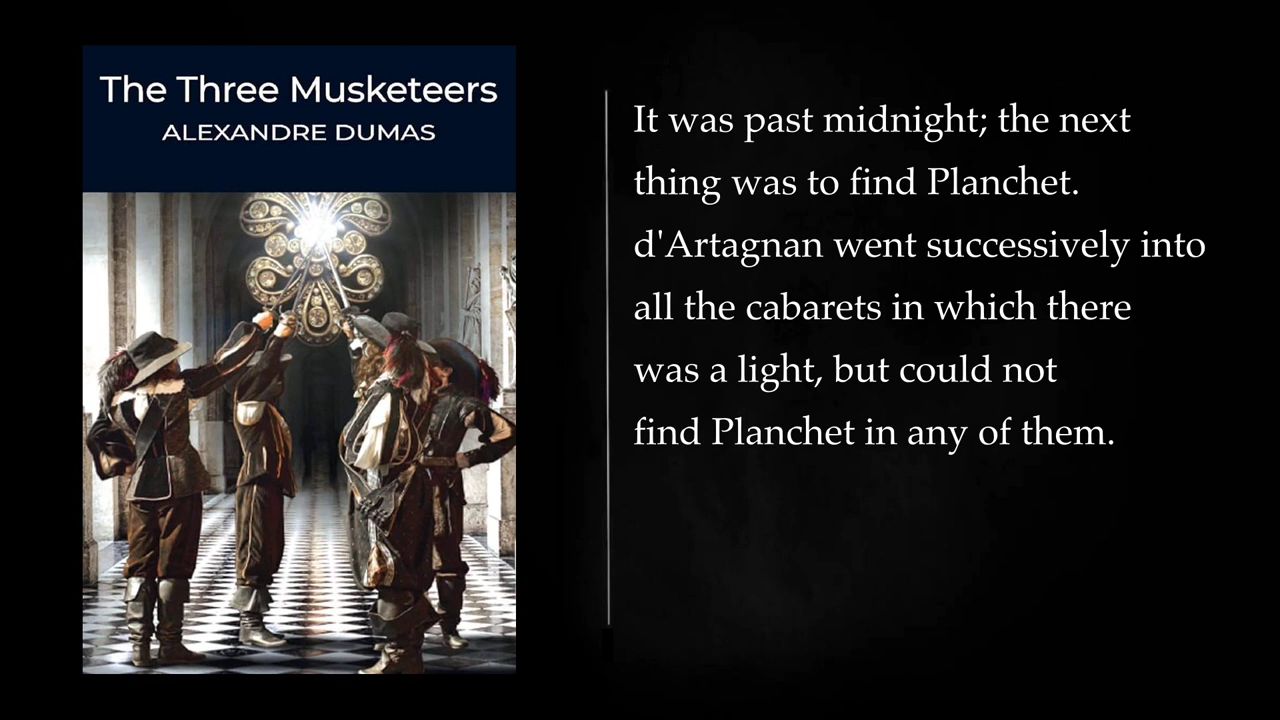 The Three Musketeers
ALEXANDRE DUMAS
It was past midnight; the next
thing was to find Planchet.
d'Artagnan went successively into
all the cabarets in which there
was a light, but could not
find Planchet in any of them.